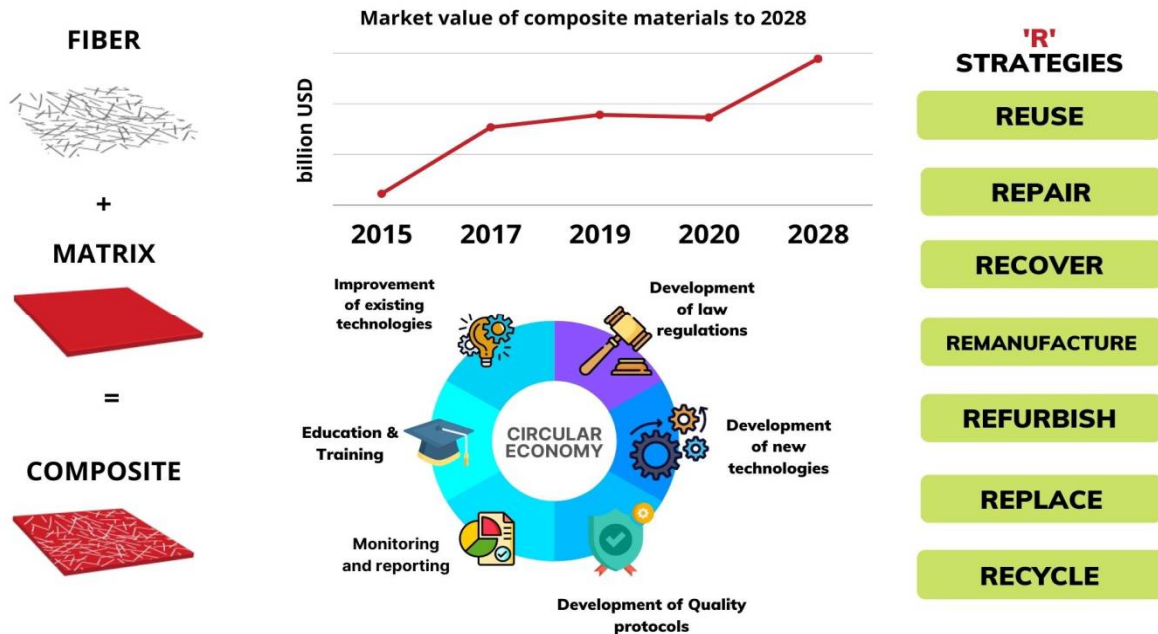 FIBER
+
MATRIX
=
COMPOSITE
Market value of composite materials to 2028
billion USD
2015 2017 2019 2020 2028
Improvement
of existing
technologies
Development
of law
regulations
Education &
Training
CIRCULAR
ECONOMY
Development
of new
technologies
Monitoring
and reporting
Development of Quality
protocols
'R'
STRATEGIES
REUSE
REPAIR
RECOVER
REMANUFACTURE
REFURBISH
REPLACE
RECYCLE